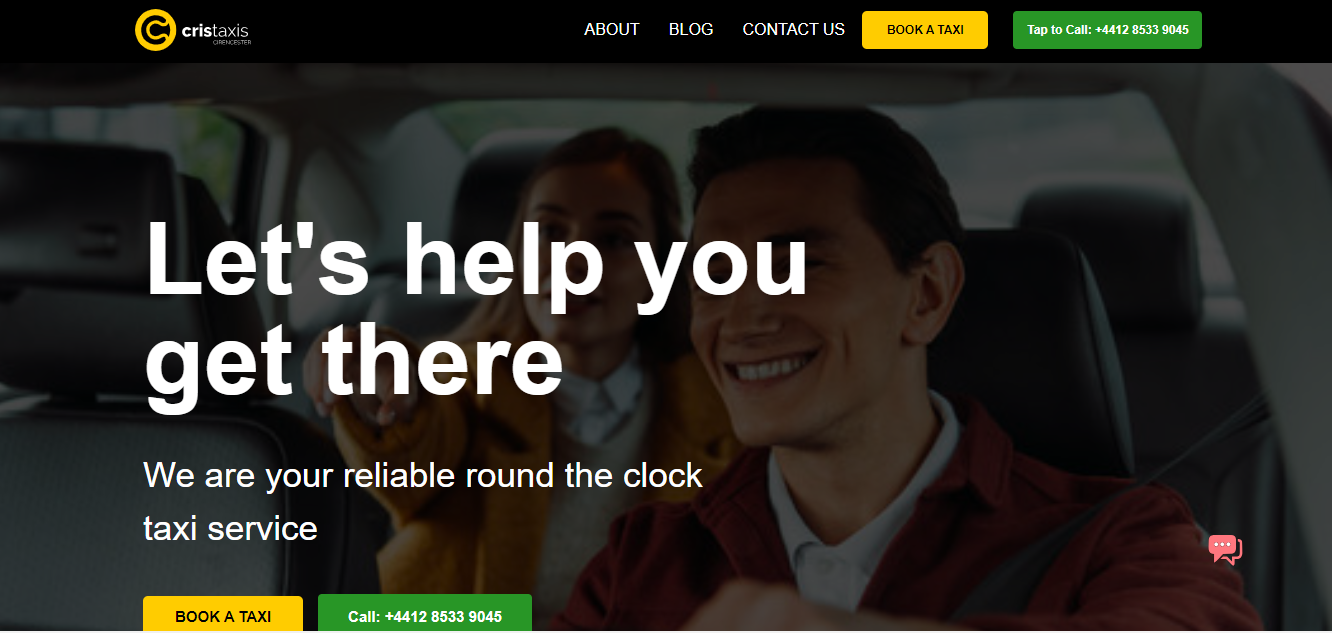 cristaxis
CIRENCESTER
ABOUT
BLOG
CONTACT US
BOOK A TAXI
Tap to Call: +4412 8533 9045
Let's help you
get there
We are your reliable round the clock
taxi service
BOOK A TAXI
Call: +4412 8533 9045